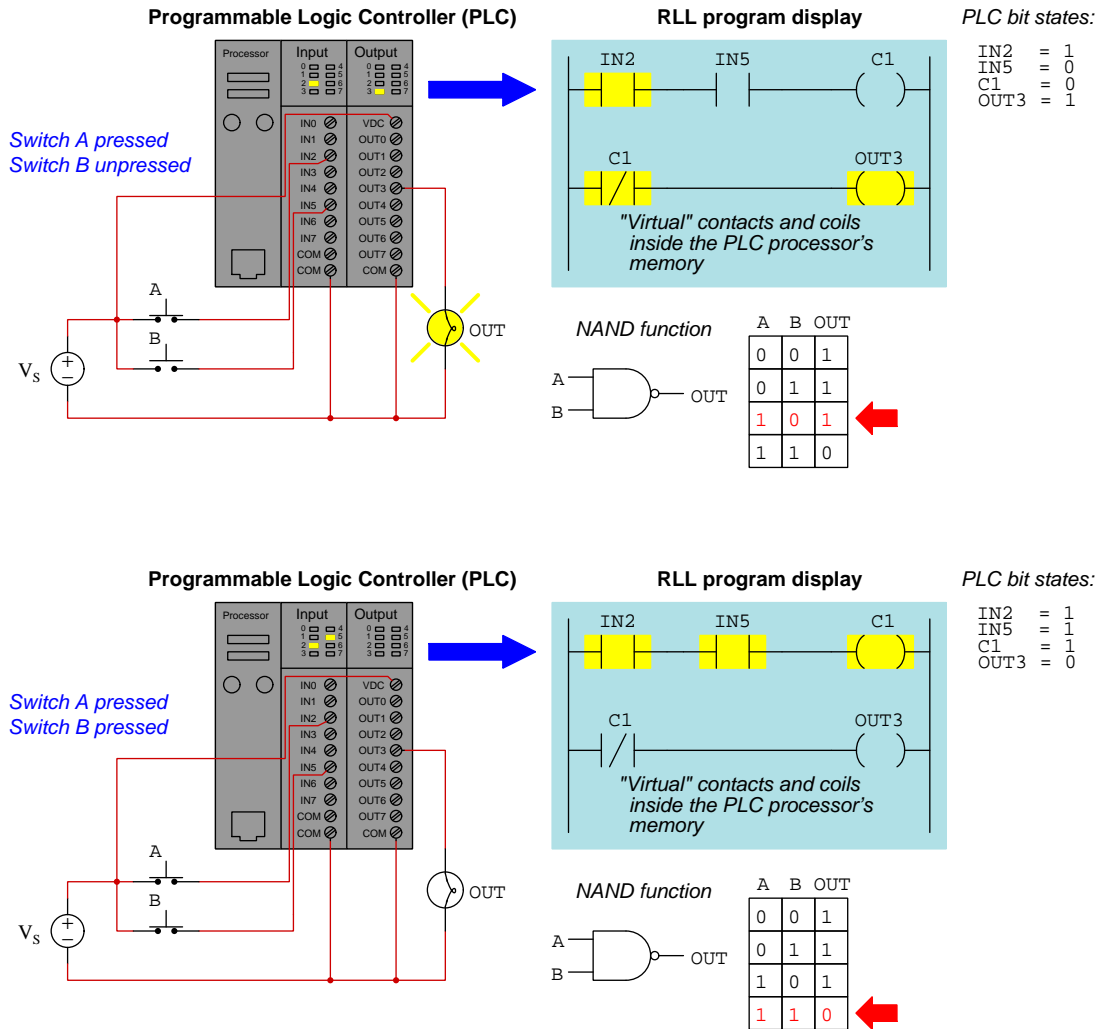 Programmable Logic Controller (PLC)
RLL program display
PLC bit states:
Processor
Input
Output
0 4
1 5
2 6
3 7
0 4
1 5
2 6
3 7
IN2 = 1
IN5 = 0
C1 = 0
OUT3 = 1
IN2 IN5 C1
Switch A pressed
Switch B unpressed
IN0 VDC
IN1 OUT0
IN2 OUT1
IN3 OUT2
IN4 OUT3
IN5 OUT4
IN6 OUT5
IN7 OUT6
COM OUT7
COM COM
C1 OUT3
"Virtual" contacts and coils
inside the PLC processor's
memory
A
B
VS
+
−
OUT
NAND function
A
B
OUT
A B OUT
0 0 1
0 1 1
1 0 1
1 1 0
Programmable Logic Controller (PLC)
RLL program display
PLC bit states:
Processor
Input
Output
0 4
1 5
2 6
3 7
0 4
1 5
2 6
3 7
IN2 = 1
IN5 = 1
C1 = 1
OUT3 = 0
IN2 IN5 C1
Switch A pressed
Switch B pressed
IN0 VDC
IN1 OUT0
IN2 OUT1
IN3 OUT2
IN4 OUT3
IN5 OUT4
IN6 OUT5
IN7 OUT6
COM OUT7
COM COM
C1 OUT3
"Virtual" contacts and coils
inside the PLC processor's
memory
A
B
VS
+
−
OUT
NAND function
A
B
OUT
A B OUT
0 0 1
0 1 1
1 0 1
1 1 0